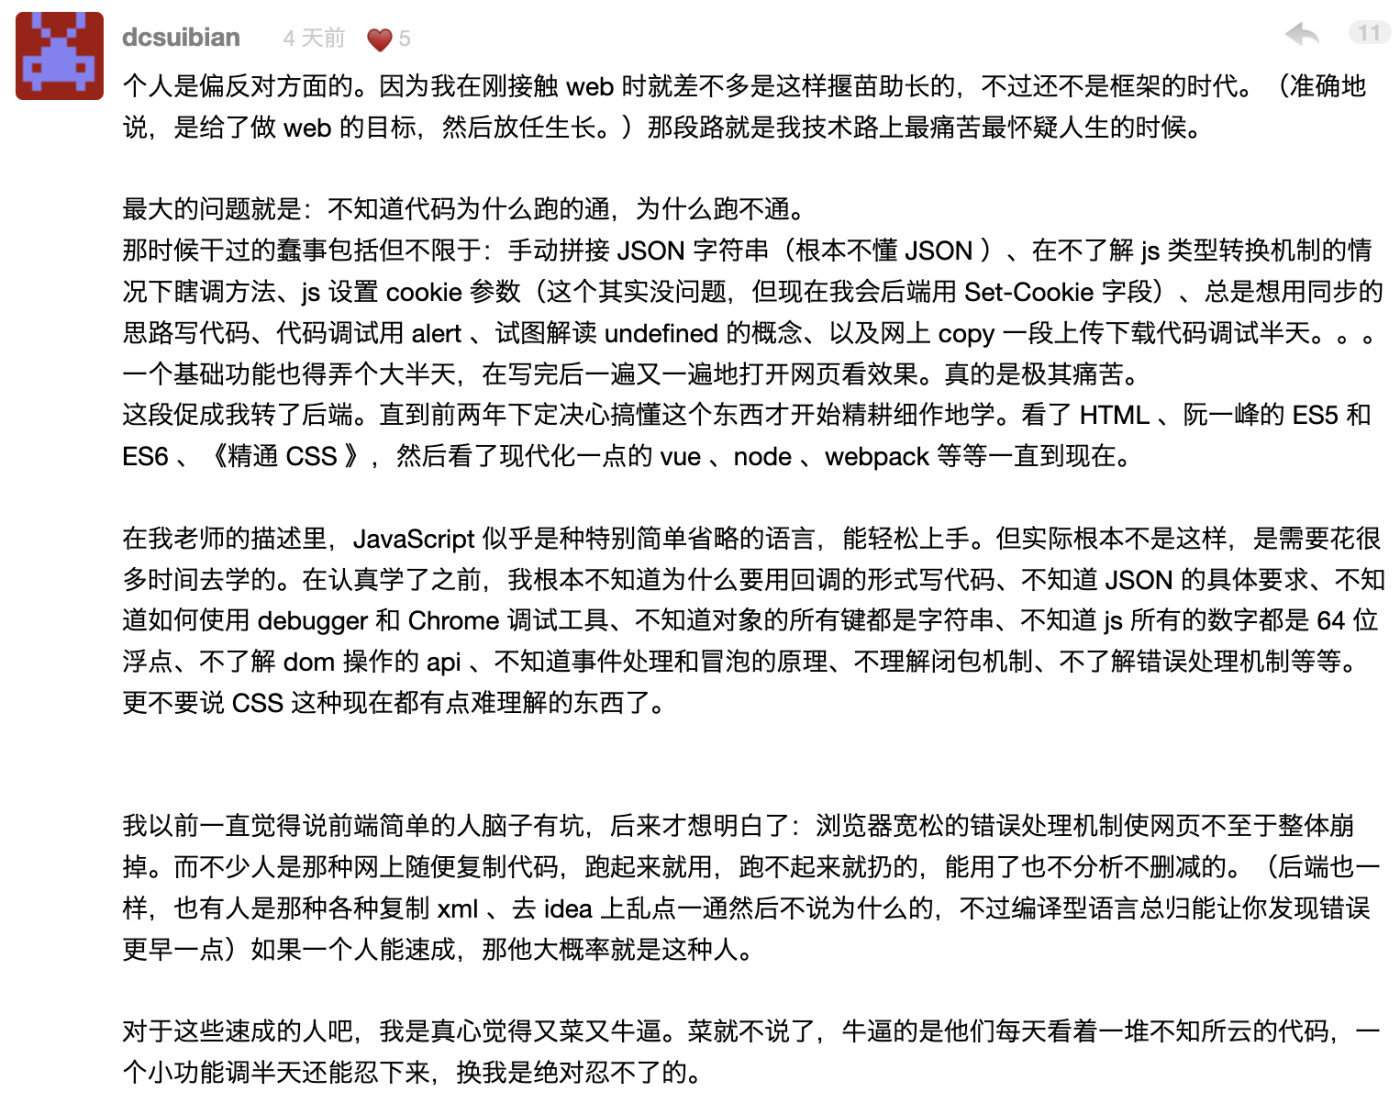 dcsuibian 4 天前 5 11
个人是偏反对方面的。因为我在刚接触 web 时就差不多是这样揠苗助长的，不过还不是框架的时代。（准确地
说，是给了做 web 的目标，然后放任生长。）那段路就是我技术路上最痛苦最怀疑人生的时候。
最大的问题就是：不知道代码为什么跑的通，为什么跑不通。
那时候干过的蠢事包括但不限于：手动拼接 JSON 字符串（根本不懂 JSON ）、在不了解 js 类型转换机制的情
况下瞎调方法、js 设置 cookie 参数（这个其实没问题，但现在我会后端用 Set-Cookie 字段）、总是想用同步的
思路写代码、代码调试用 alert 、试图解读 undefined 的概念、以及网上 copy 一段上传下载代码调试半天。。。
一个基础功能也得弄个大半天，在写完后一遍又一遍地打开网页看效果。真的是极其痛苦。
这段促成我转了后端。直到前两年下定决心搞懂这个东西才开始精耕细作地学。看了 HTML 、阮一峰的 ES5 和
ES6 、《精通 CSS 》，然后看了现代化一点的 vue 、node 、webpack 等等一直到现在。
在我老师的描述里，JavaScript 似乎是种特别简单省略的语言，能轻松上手。但实际根本不是这样，是需要花很
多时间去学的。在认真学了之前，我根本不知道为什么要用回调的形式写代码、不知道 JSON 的具体要求、不知
道如何使用 debugger 和 Chrome 调试工具、不知道对象的所有键都是字符串、不知道 js 所有的数字都是 64 位
浮点、不了解 dom 操作的 api 、不知道事件处理和冒泡的原理、不理解闭包机制、不了解错误处理机制等等。
更不要说 CSS 这种现在都有点难理解的东西了。
我以前一直觉得说前端简单的人脑子有坑，后来才想明白了：浏览器宽松的错误处理机制使网页不至于整体崩
掉。而不少人是那种网上随便复制代码，跑起来就用，跑不起来就扔的，能用了也不分析不删减的。（后端也一
样，也有人是那种各种复制 xml 、去 idea 上乱点一通然后不说为什么的，不过编译型语言总归能让你发现错误
更早一点）如果一个人能速成，那他大概率就是这种人。
对于这些速成的人吧，我是真心觉得又菜又牛逼。菜就不说了，牛逼的是他们每天看着一堆不知所云的代码，一
个小功能调半天还能忍下来，换我是绝对忍不了的。